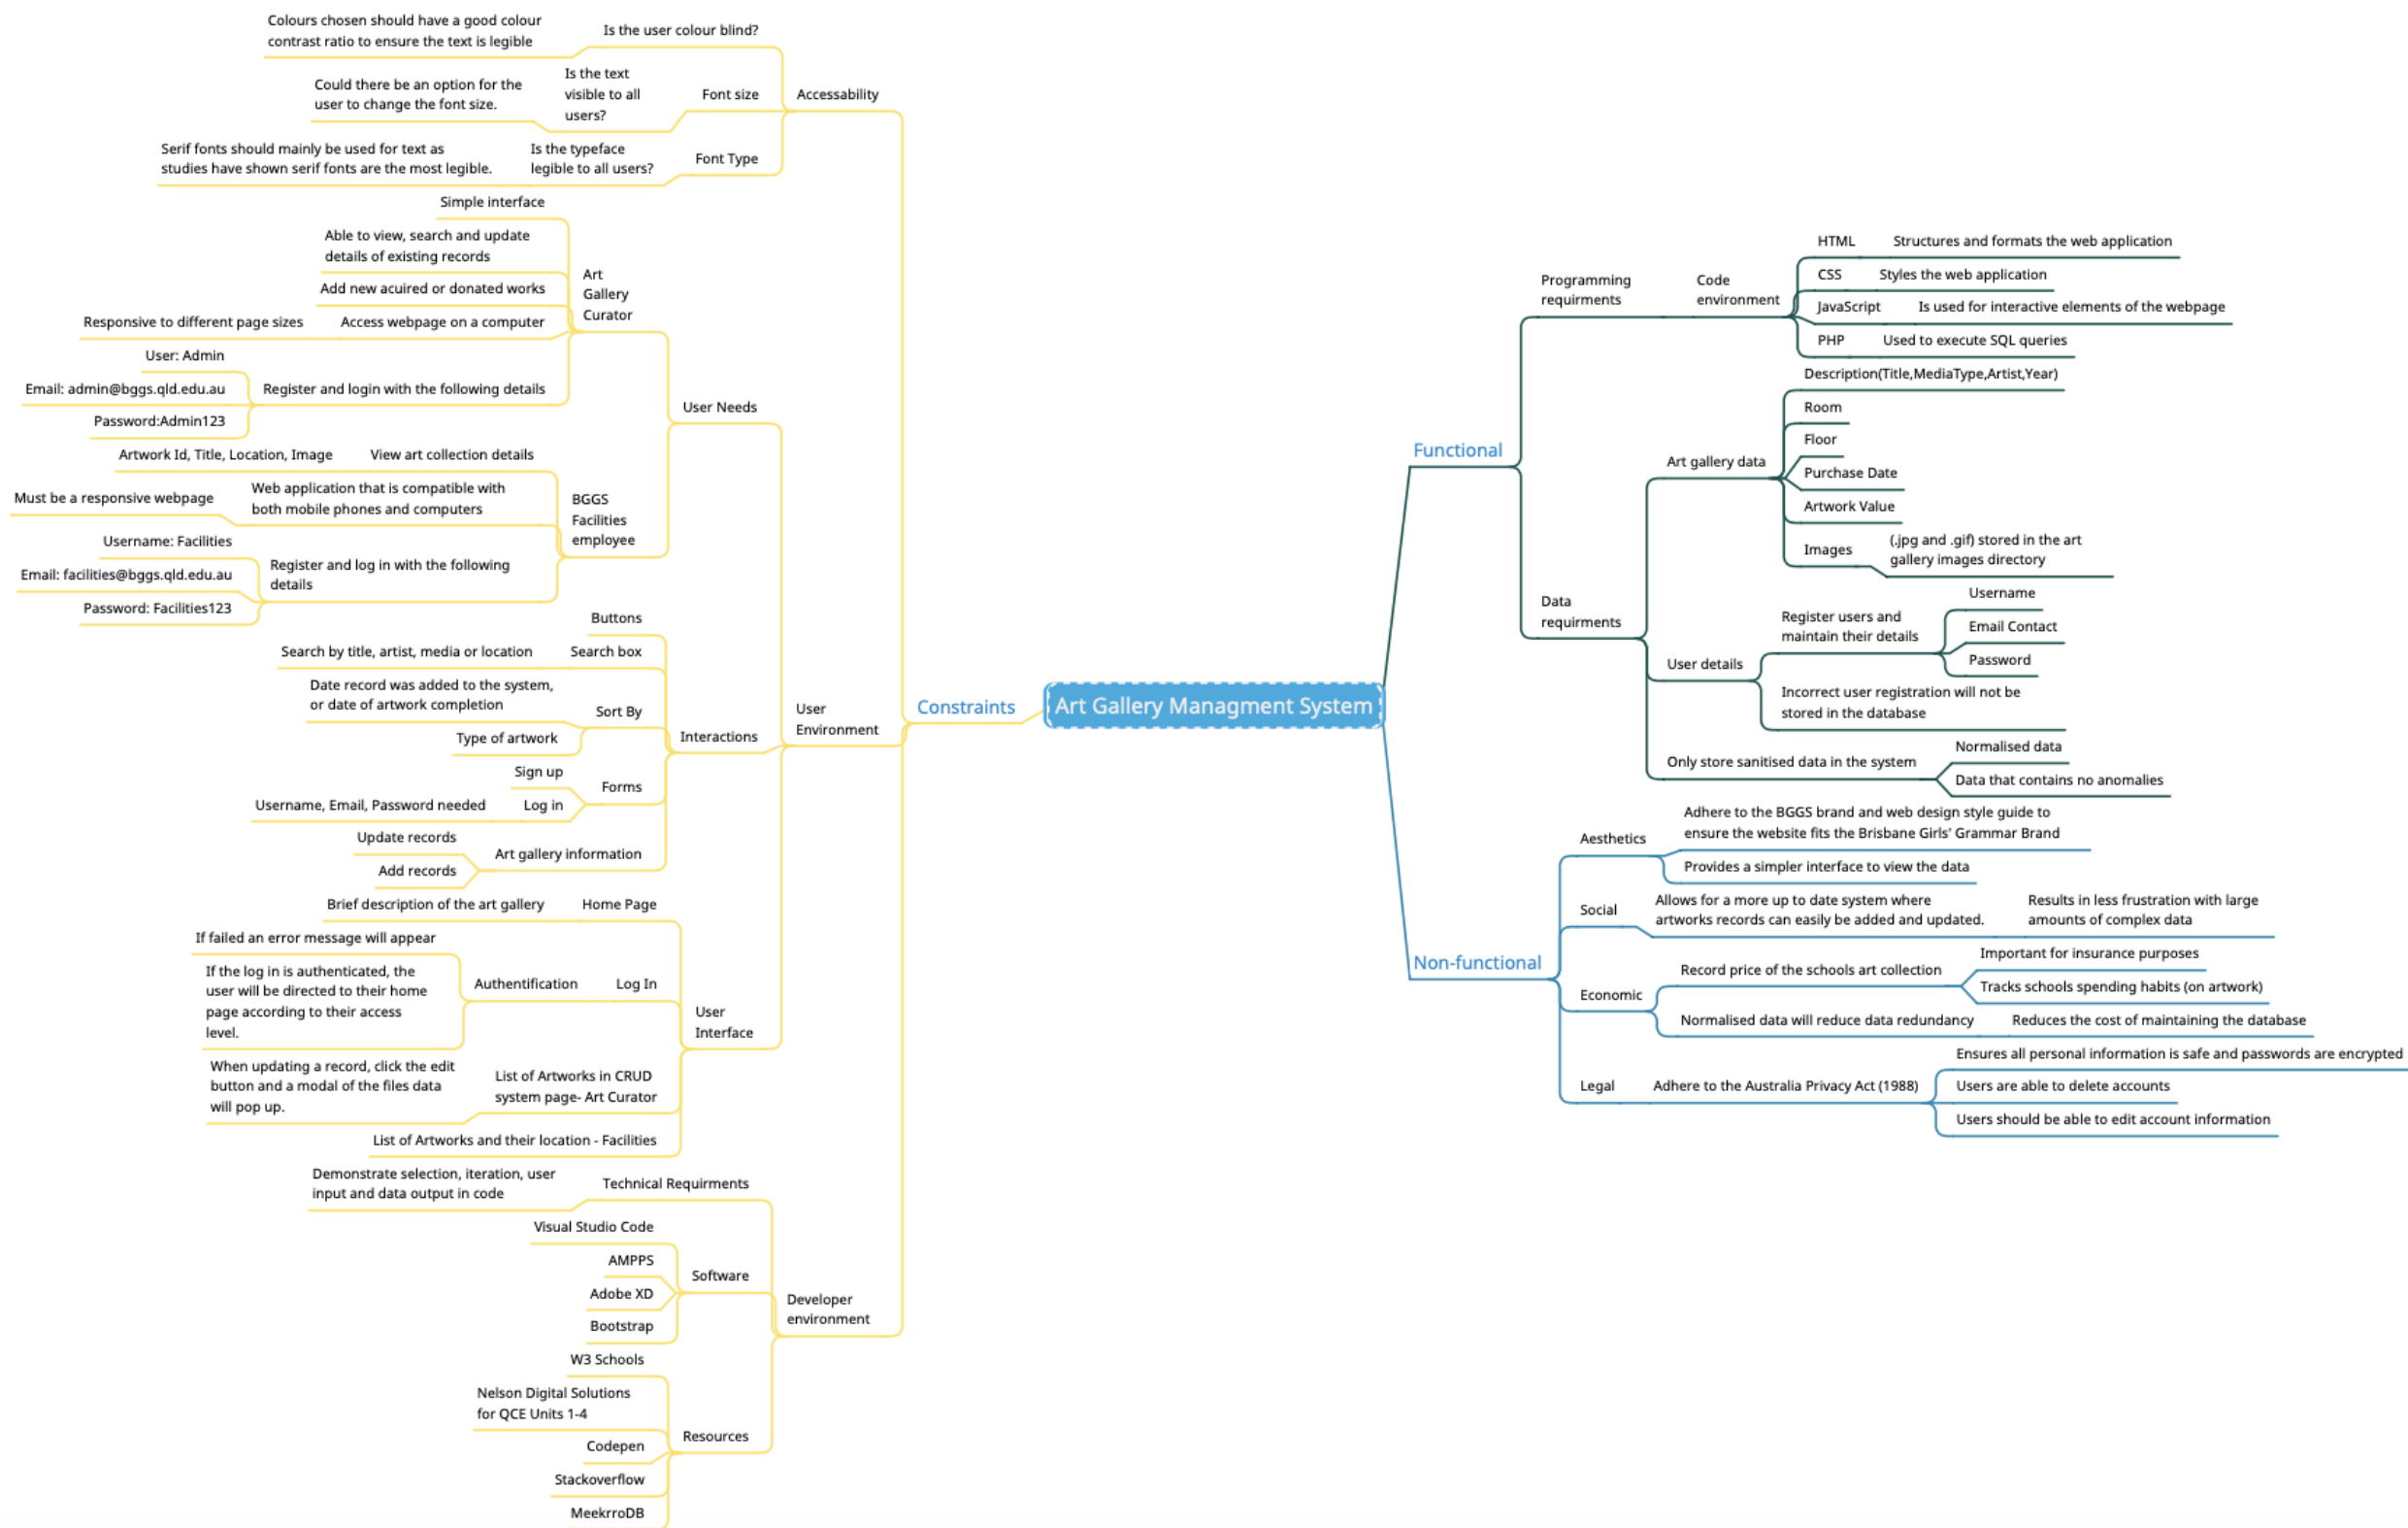 Art Gallery Managment System
Constraints
Accessability
Is the user colour blind?
Colours chosen should have a good colour
contrast ratio to ensure the text is legible
Font size
Is the text
visible to all
users?
Could there be an option for the
user to change the font size.
Font Type
Is the typeface
legible to all users?
Serif fonts should mainly be used for text as
studies have shown serif fonts are the most legible.
User
Environment
User Needs
Art
Gallery
Curator
Simple interface
Able to view, search and update
details of existing records
Add new acuired or donated works
Access webpage on a computer
Responsive to different page sizes
Register and login with the following details
User: Admin
Email: admin@bggs.qld.edu.au
Password:Admin123
BGGS
Facilities
employee
View art collection details
Artwork Id, Title, Location, Image
Web application that is compatible with
both mobile phones and computers
Must be a responsive webpage
Register and log in with the following
details
Username: Facilities
Email: facilities@bggs.qld.edu.au
Password: Facilities123
Interactions
Buttons
Search box
Search by title, artist, media or location
Sort By
Date record was added to the system,
or date of artwork completion
Type of artwork
Forms
Sign up
Log in
Username, Email, Password needed
Art gallery information
Update records
Add records
User
Interface
Home Page
Brief description of the art gallery
Log In
Authentification
If failed an error message will appear
If the log in is authenticated, the
user will be directed to their home
page according to their access
level.
List of Artworks in CRUD
system page- Art Curator
When updating a record, click the edit
button and a modal of the files data
will pop up.
List of Artworks and their location - Facilities
Developer
environment
Technical Requirments
Demonstrate selection, iteration, user
input and data output in code
Software
Visual Studio Code
AMPPS
Adobe XD
Bootstrap
Resources
W3 Schools
Nelson Digital Solutions
for QCE Units 1-4
Codepen
Stackoverflow
MeekrroDB
Functional
Programming
requirments
Code
environment
HTML
Structures and formats the web application
CSS
Styles the web application
JavaScript
Is used for interactive elements of the webpage
PHP
Used to execute SQL queries
Data
requirments
Art gallery data
Description(Title,MediaType,Artist,Year)
Room
Floor
Purchase Date
Artwork Value
Images
(.jpg and .gif) stored in the art
gallery images directory
User details
Register users and
maintain their details
Username
Email Contact
Password
Incorrect user registration will not be
stored in the database
Only store sanitised data in the system
Normalised data
Data that contains no anomalies
Non-functional
Aesthetics
Adhere to the BGGS brand and web design style guide to
ensure the website fits the Brisbane Girls' Grammar Brand
Provides a simpler interface to view the data
Social
Allows for a more up to date system where
artworks records can easily be added and updated.
Results in less frustration with large
amounts of complex data
Economic
Record price of the schools art collection
Important for insurance purposes
Tracks schools spending habits (on artwork)
Normalised data will reduce data redundancy
Reduces the cost of maintaining the database
Legal
Adhere to the Australia Privacy Act (1988)
Ensures all personal information is safe and passwords are encrypted
Users are able to delete accounts
Users should be able to edit account information